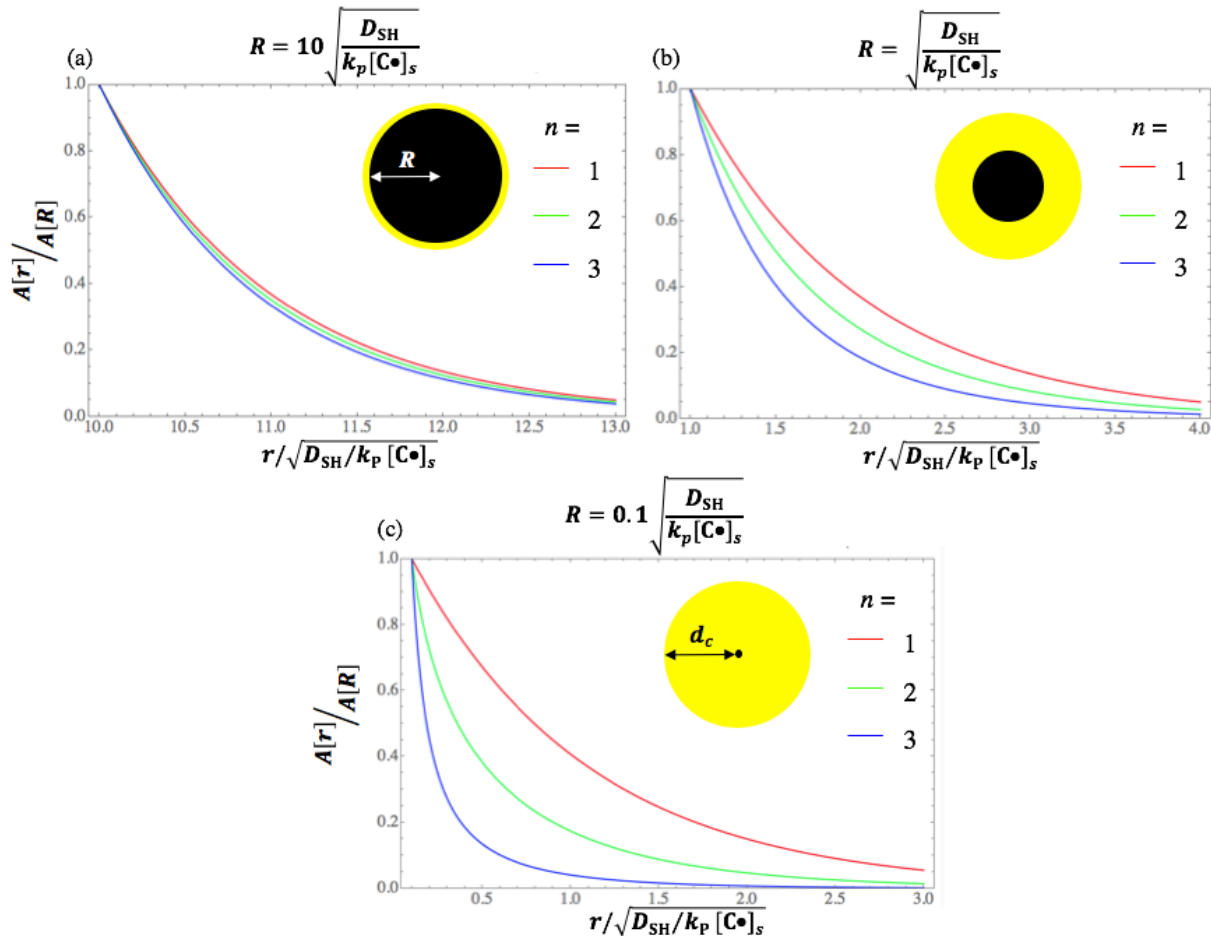 (a)
R = 10 √(D_SH / k_p[C•]_s)
1.0
0.8
0.6
0.4
0.2
0.0
A[r]/A[R]
R
n =
1
2
3
10.0 10.5 11.0 11.5 12.0 12.5 13.0
r/√(D_SH/k_P [C•]_s)
(b)
R = √(D_SH / k_p[C•]_s)
1.0
0.8
0.6
0.4
0.2
0.0
n =
1
2
3
1.0 1.5 2.0 2.5 3.0 3.5 4.0
r/√(D_SH/k_P [C•]_s)
(c)
R = 0.1 √(D_SH / k_p[C•]_s)
1.0
0.8
0.6
0.4
0.2
0.0
A[r]/A[R]
d_c
n =
1
2
3
0.5 1.0 1.5 2.0 2.5 3.0
r/√(D_SH/k_P [C•]_s)